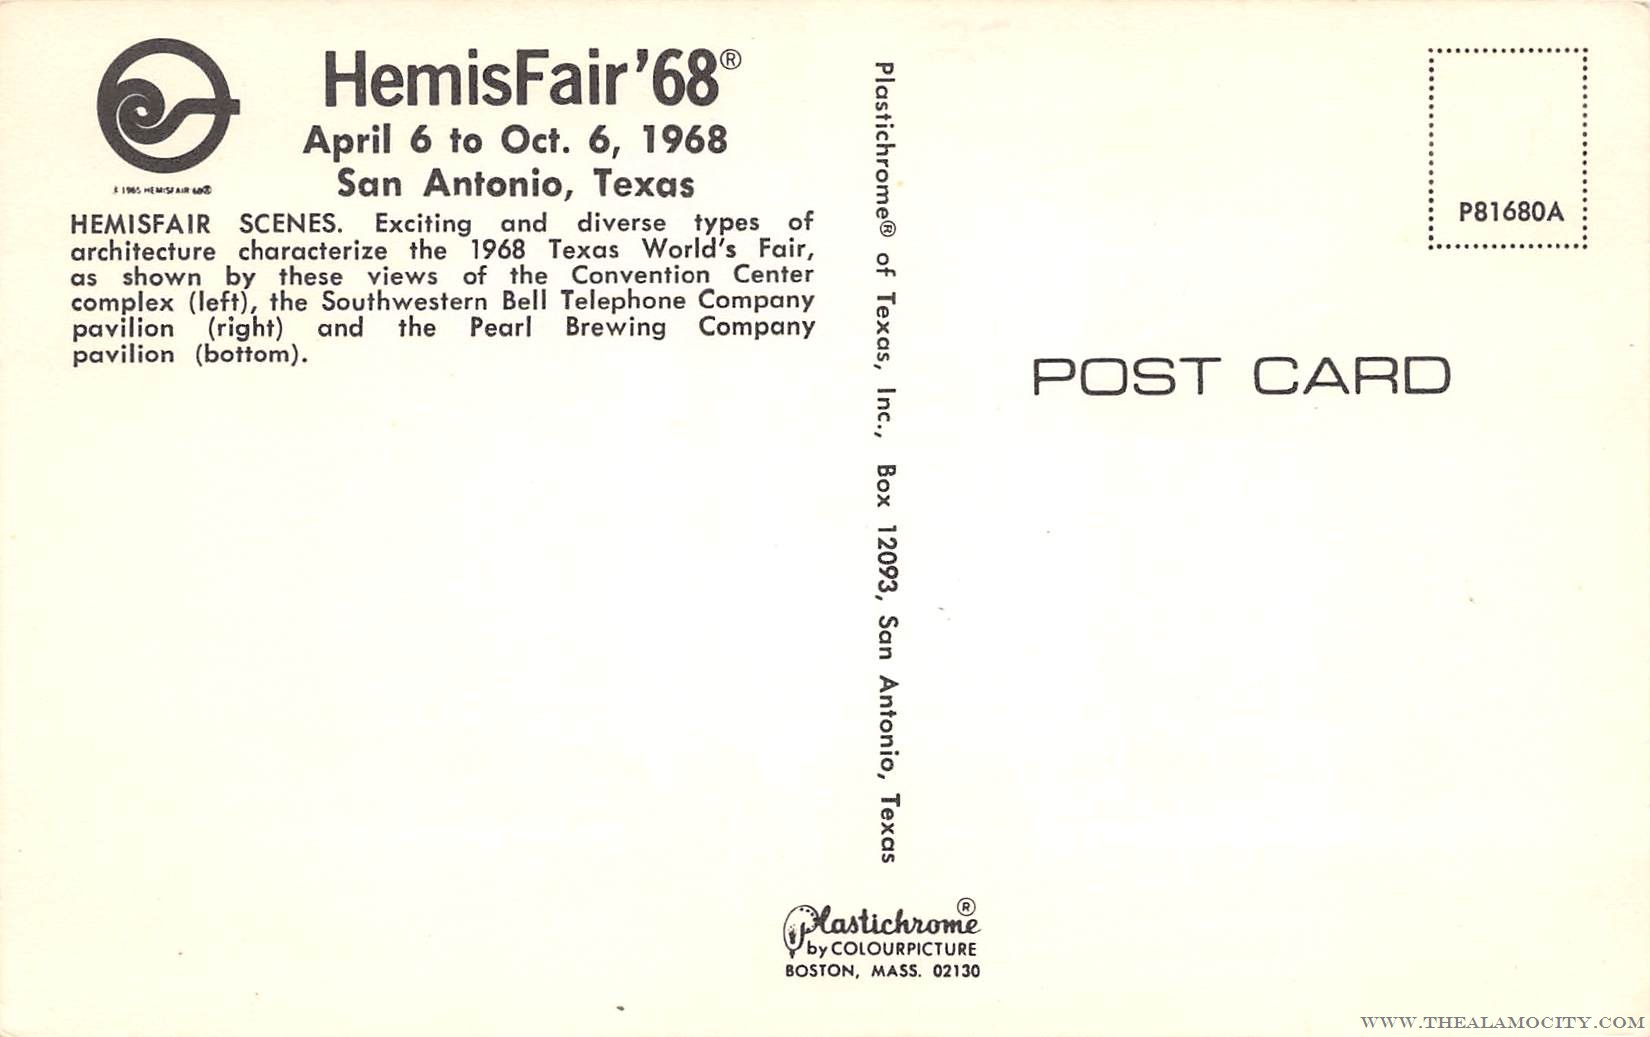 HemisFair '68®
April 6 to Oct. 6, 1968
San Antonio, Texas
© 1965 HEMISFAIR 68®
HEMISFAIR SCENES. Exciting and diverse types of
architecture characterize the 1968 Texas World's Fair,
as shown by these views of the Convention Center
complex (left), the Southwestern Bell Telephone Company
pavilion (right) and the Pearl Brewing Company
pavilion (bottom).
Plastichrome® of Texas, Inc., Box 12093, San Antonio, Texas
P81680A
POST CARD
Plastichrome®
by COLOURPICTURE
BOSTON, MASS. 02130
WWW.THEALAMOCITY.COM